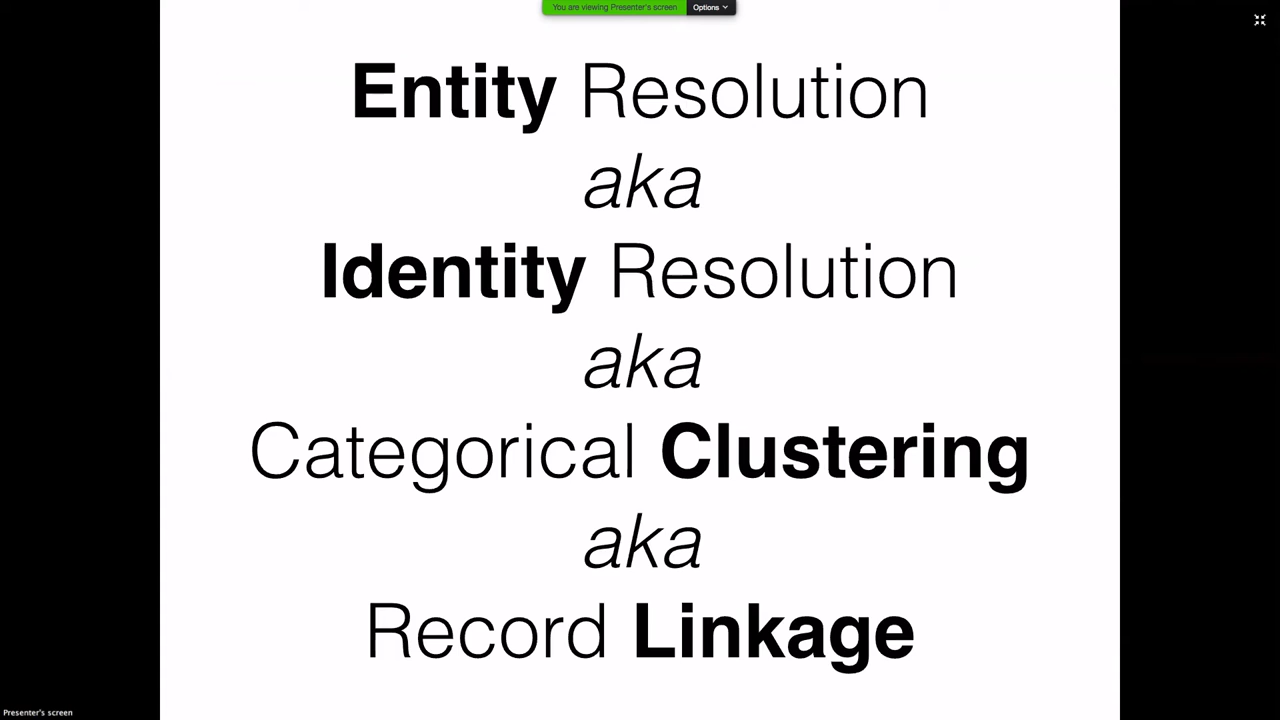 You are viewing Presenter's screen Options
Entity Resolution
aka
Identity Resolution
aka
Categorical Clustering
aka
Record Linkage
Presenter's screen